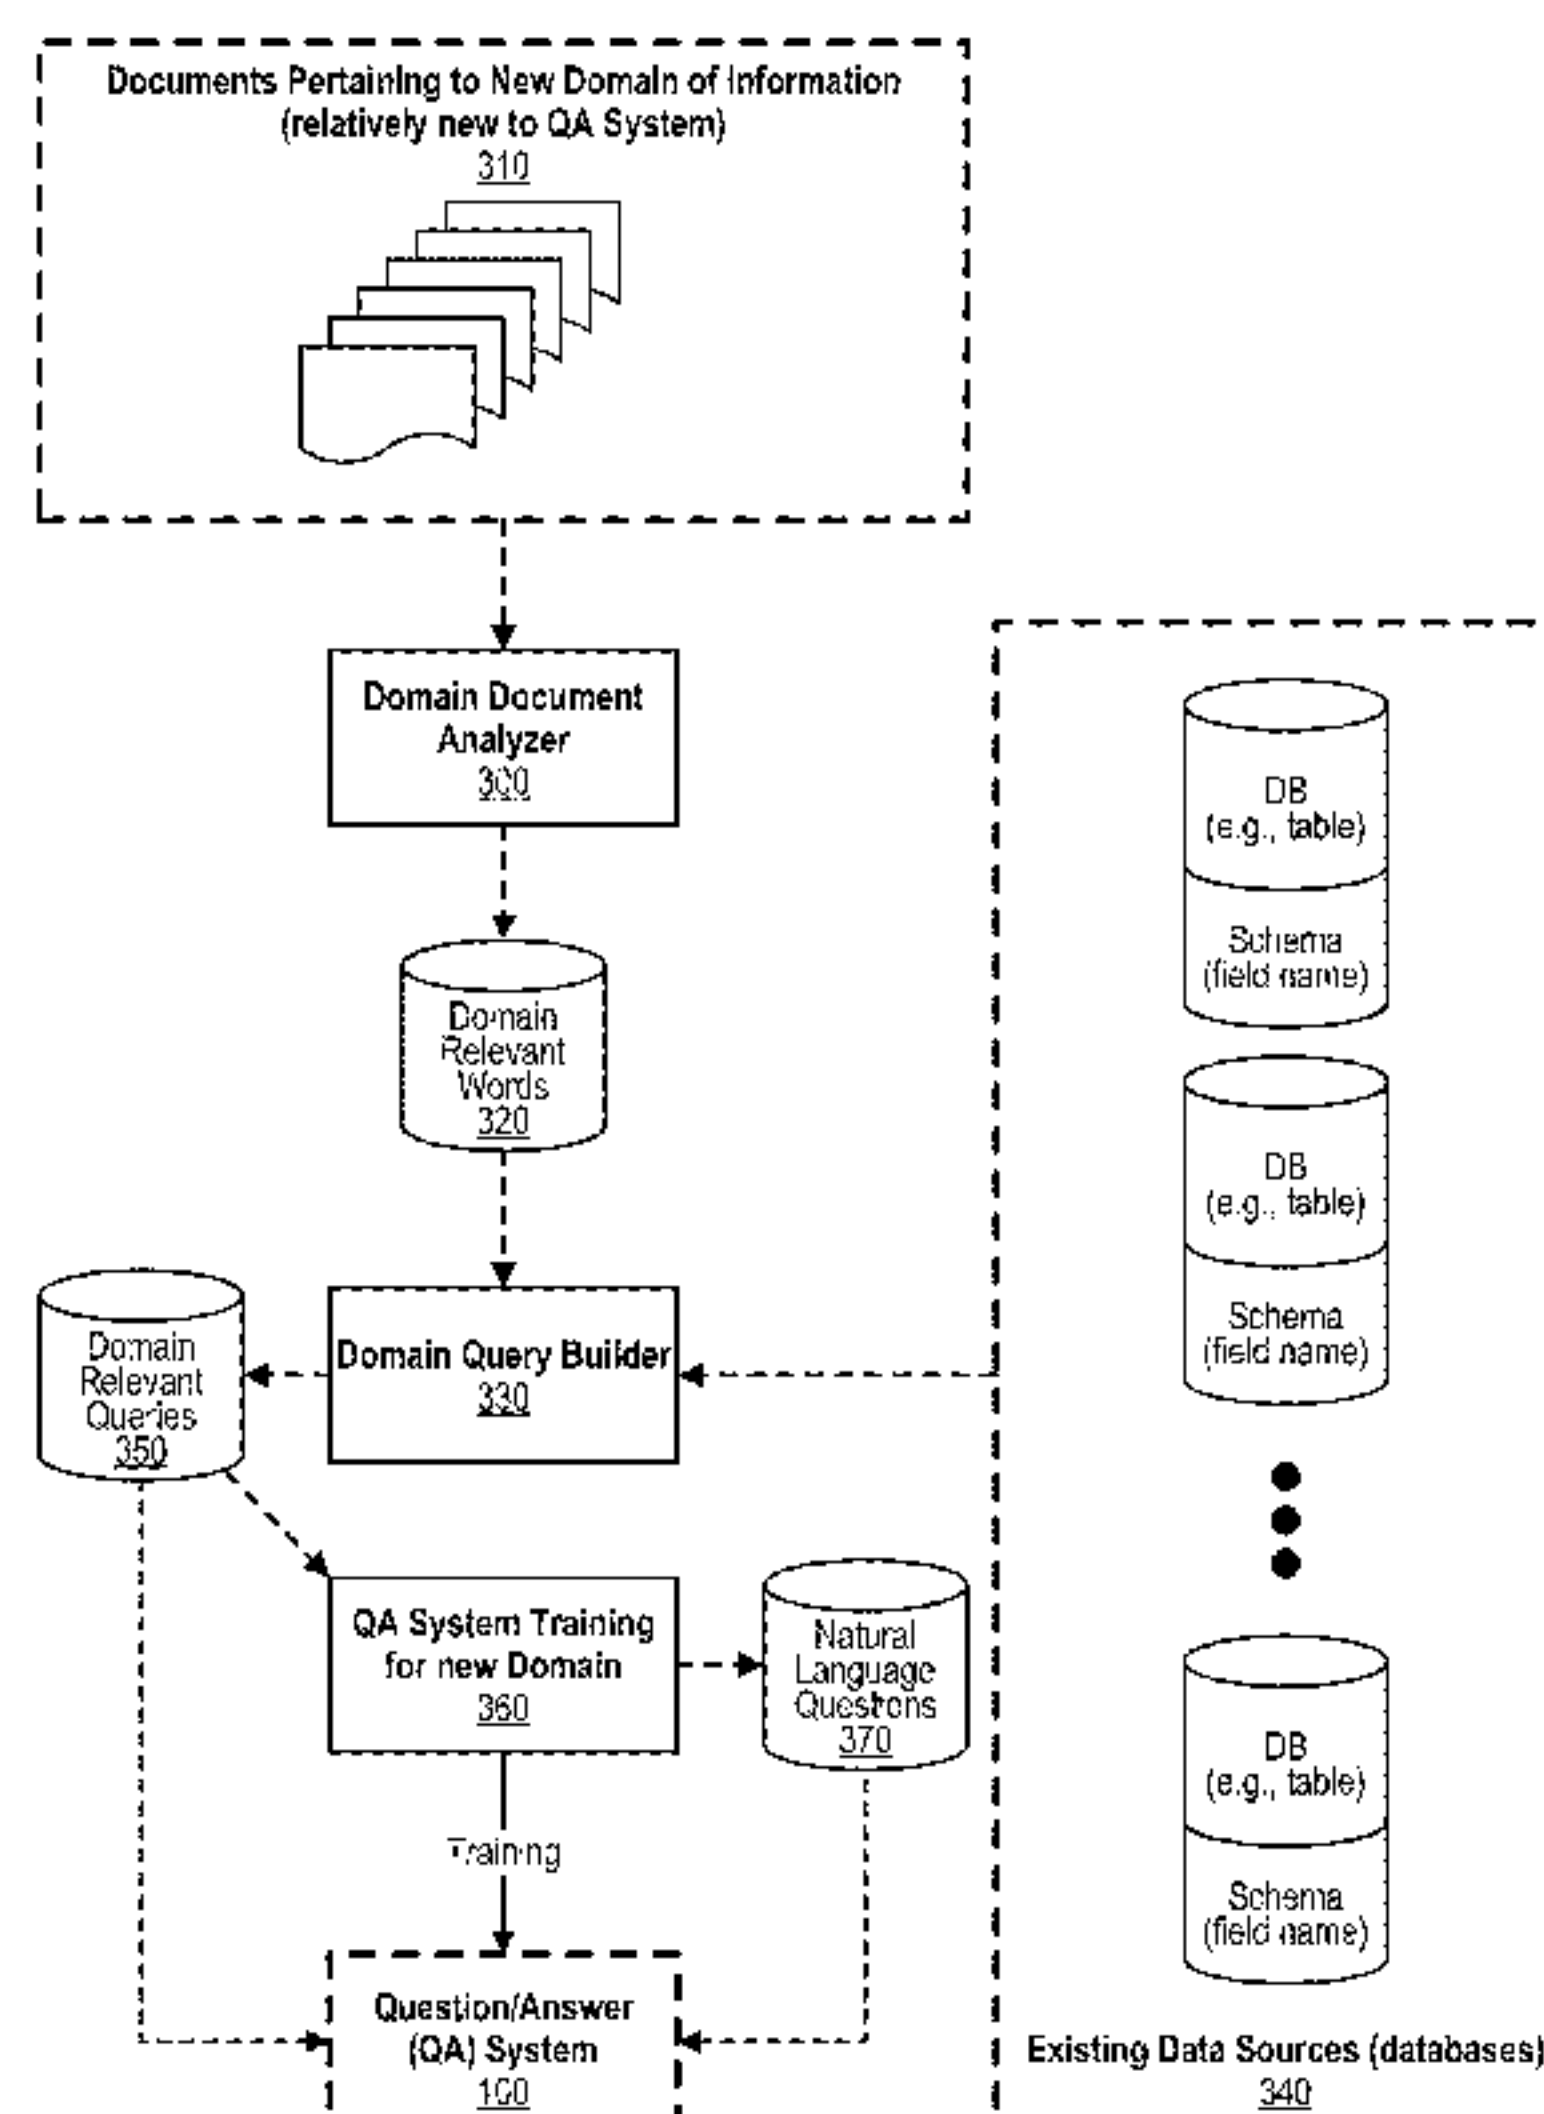 Documents Pertaining to New Domain of Information
(relatively new to QA System)
310
Domain Document
Analyzer
300
Domain
Relevant
Words
320
Domain Query Builder
330
Domain
Relevant
Queries
350
QA System Training
for new Domain
360
Natural
Language
Questions
370
Training
Question/Answer
(QA) System
100
DB
(e.g., table)
Schema
(field name)
DB
(e.g., table)
Schema
(field name)
DB
(e.g., table)
Schema
(field name)
Existing Data Sources (databases)
340